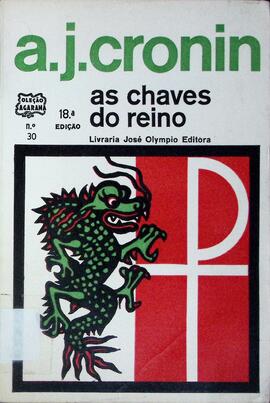 a.j.cronin
COLEÇÃO
SAGARANA
n.º
30
18.ª
EDIÇÃO
as chaves
do reino
Livraria José Olympio Editora